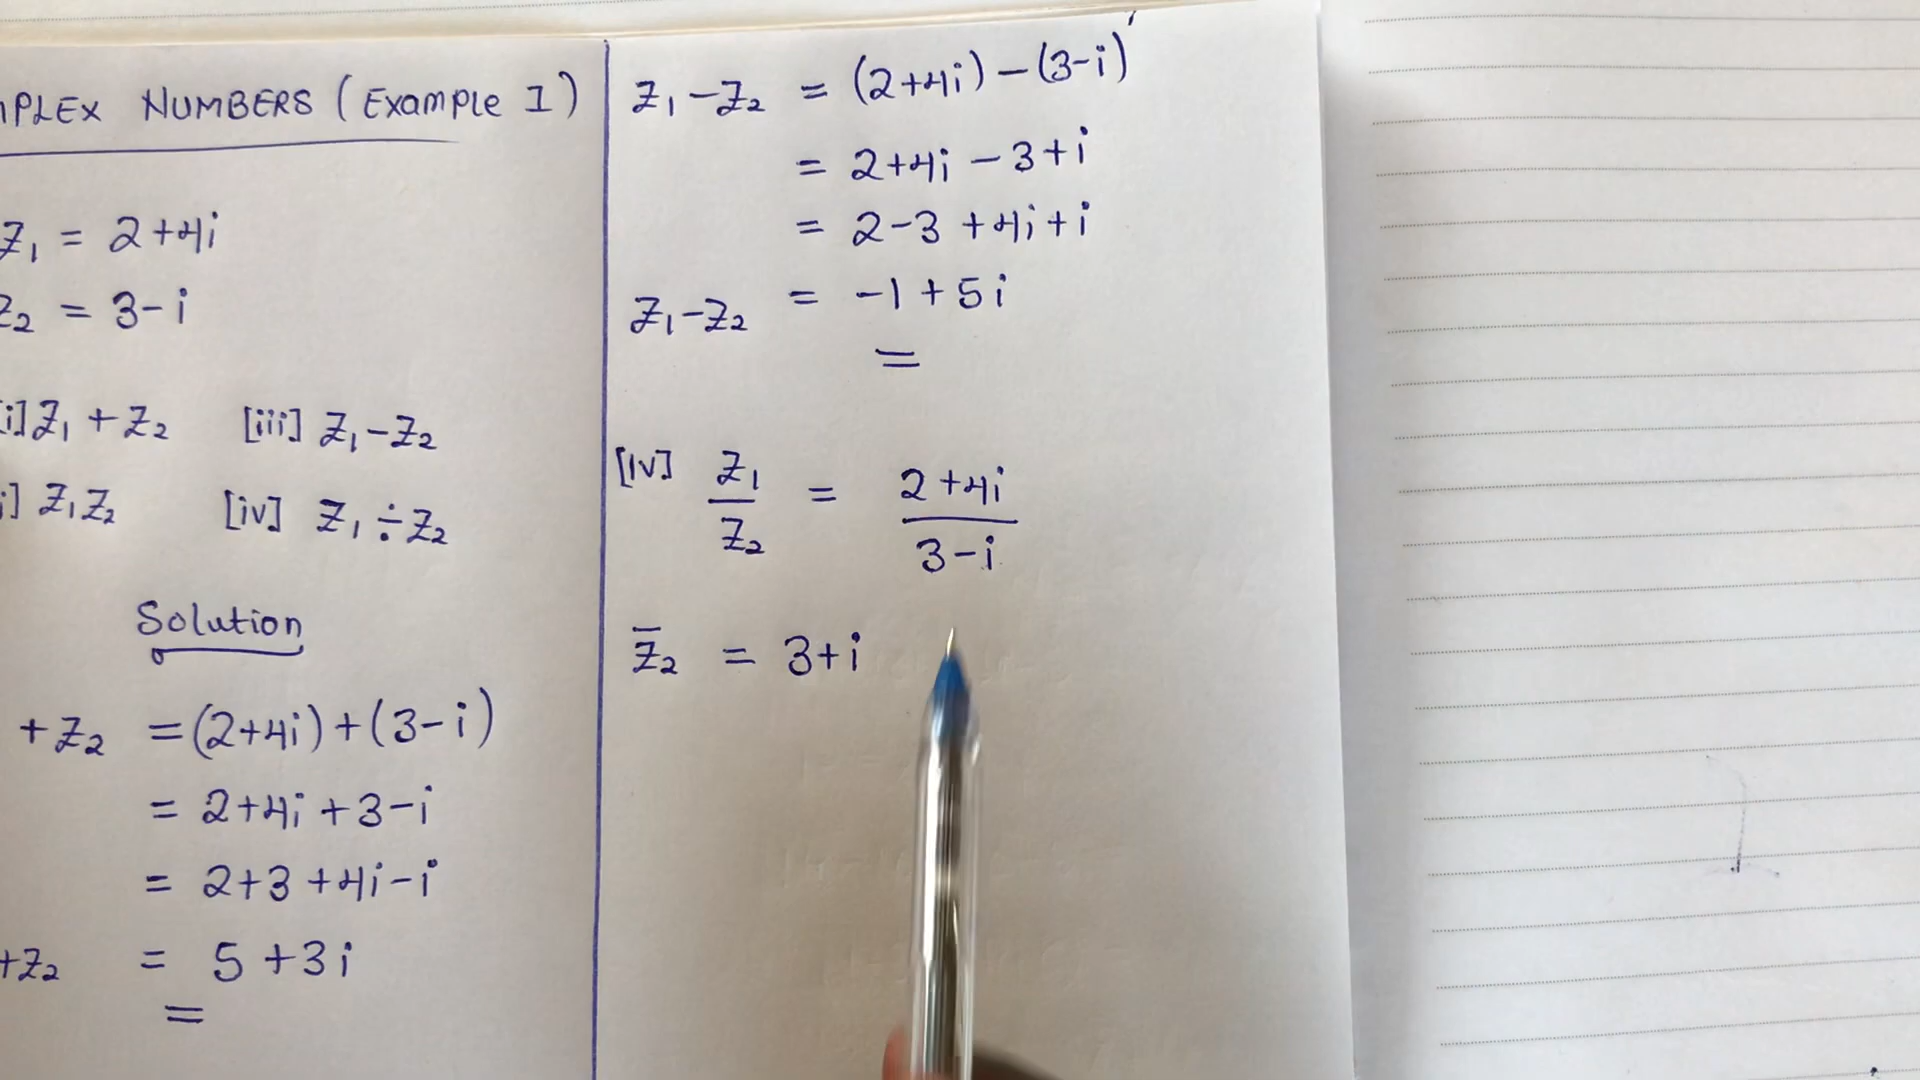 MPLEX NUMBERS (Example 1)
Z₁ = 2+4i
Z₂ = 3-i
i] Z₁ + Z₂ [iii] Z₁-Z₂
i] Z₁Z₂ [iv] Z₁ ÷ Z₂
Solution
+Z₂ = (2+4i)+(3-i)
= 2+4i+3-i
= 2+3+4i-i
+Z₂ = 5+3i
=
Z₁-Z₂ = (2+4i)-(3-i)
= 2+4i-3+i
= 2-3+4i+i
Z₁-Z₂ = -1+5i
=
[iv] Z₁/Z₂ = 2+4i/3-i
Z̅₂ = 3+i